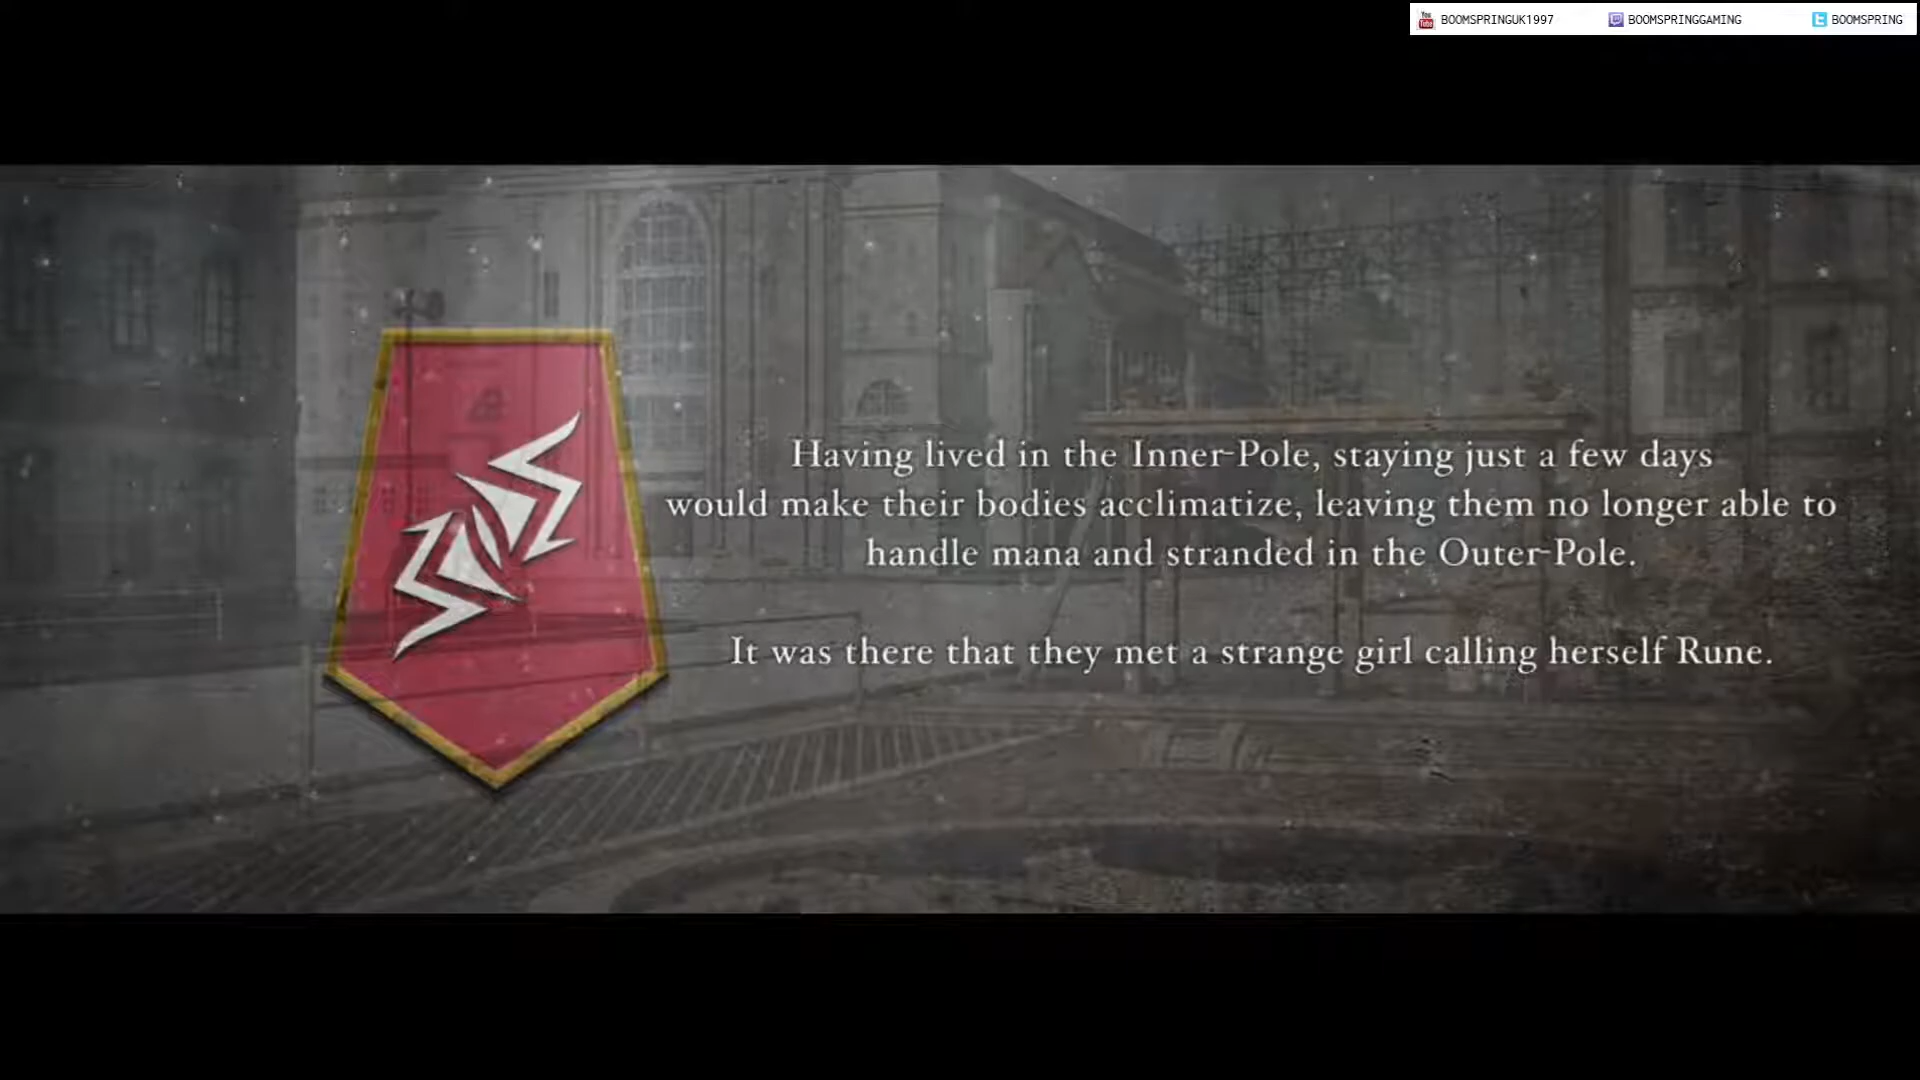 You Tube BOOMSPRINGUK1997 BOOMSPRINGGAMING BOOMSPRING
Having lived in the Inner-Pole, staying just a few days
would make their bodies acclimatize, leaving them no longer able to
handle mana and stranded in the Outer-Pole.
It was there that they met a strange girl calling herself Rune.